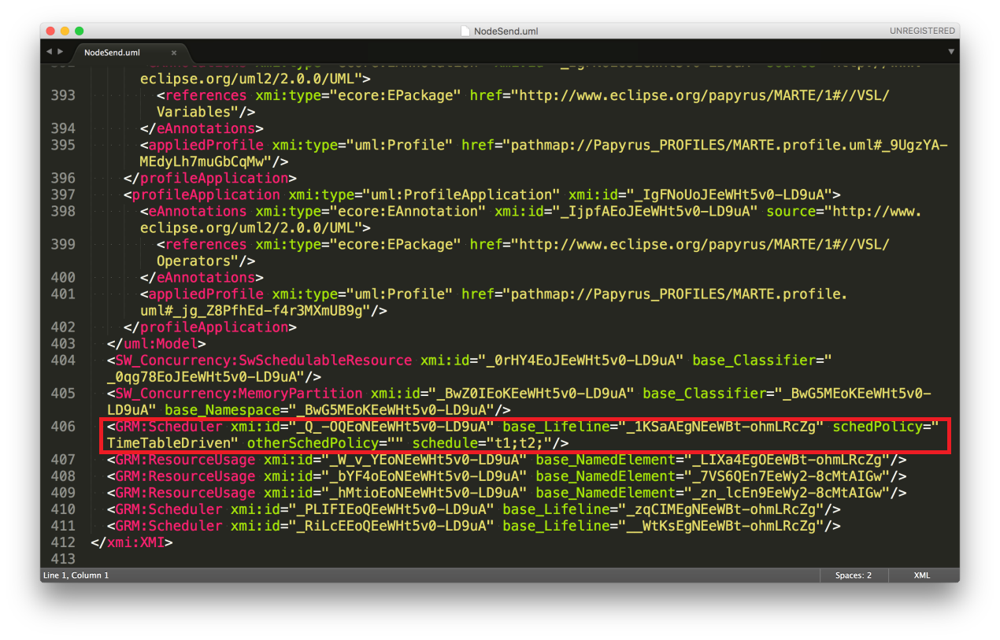 NodeSend.uml
UNREGISTERED
NodeSend.uml ×
eclipse.org/uml2/2.0.0/UML">
393 <references xmi:type="ecore:EPackage" href="http://www.eclipse.org/papyrus/MARTE/1#//VSL/
Variables"/>
394 </eAnnotations>
395 <appliedProfile xmi:type="uml:Profile" href="pathmap://Papyrus_PROFILES/MARTE.profile.uml#_9UgzYA-
MEdyLh7muGbCqMw"/>
396 </profileApplication>
397 <profileApplication xmi:type="uml:ProfileApplication" xmi:id="_IgFNoUoJEeWHt5v0-LD9uA">
398 <eAnnotations xmi:type="ecore:EAnnotation" xmi:id="_IjpfAEoJEeWHt5v0-LD9uA" source="http://www.
eclipse.org/uml2/2.0.0/UML">
399 <references xmi:type="ecore:EPackage" href="http://www.eclipse.org/papyrus/MARTE/1#//VSL/
Operators"/>
400 </eAnnotations>
401 <appliedProfile xmi:type="uml:Profile" href="pathmap://Papyrus_PROFILES/MARTE.profile.
uml#_jg_Z8PfhEd-f4r3MXmUB9g"/>
402 </profileApplication>
403 </uml:Model>
404 <SW_Concurrency:SwSchedulableResource xmi:id="_0rHY4EoJEeWHt5v0-LD9uA" base_Classifier="
_0qg78EoJEeWHt5v0-LD9uA"/>
405 <SW_Concurrency:MemoryPartition xmi:id="_BwZ0IEoKEeWHt5v0-LD9uA" base_Classifier="_BwG5MEoKEeWHt5v0-
LD9uA" base_Namespace="_BwG5MEoKEeWHt5v0-LD9uA"/>
406 <GRM:Scheduler xmi:id="_Q_-OQEoNEeWHt5v0-LD9uA" base_Lifeline="_1KSaAEgNEeWBt-ohmLRcZg" schedPolicy="
TimeTableDriven" otherSchedPolicy="" schedule="t1;t2;"/>
407 <GRM:ResourceUsage xmi:id="_W_v_YEoNEeWHt5v0-LD9uA" base_NamedElement="_LIXa4EgOEeWBt-ohmLRcZg"/>
408 <GRM:ResourceUsage xmi:id="_bYF4oEoNEeWHt5v0-LD9uA" base_NamedElement="_7VS6QEn7EeWy2-8cMtAIGw"/>
409 <GRM:ResourceUsage xmi:id="_hMtioEoNEeWHt5v0-LD9uA" base_NamedElement="_zn_lcEn9EeWy2-8cMtAIGw"/>
410 <GRM:Scheduler xmi:id="_PLIFIEoQEeWHt5v0-LD9uA" base_Lifeline="_zqCIMEgNEeWBt-ohmLRcZg"/>
411 <GRM:Scheduler xmi:id="_RiLcEEoQEeWHt5v0-LD9uA" base_Lifeline="__WtKsEgNEeWBt-ohmLRcZg"/>
412 </xmi:XMI>
413
Line 1, Column 1
Spaces: 2
XML